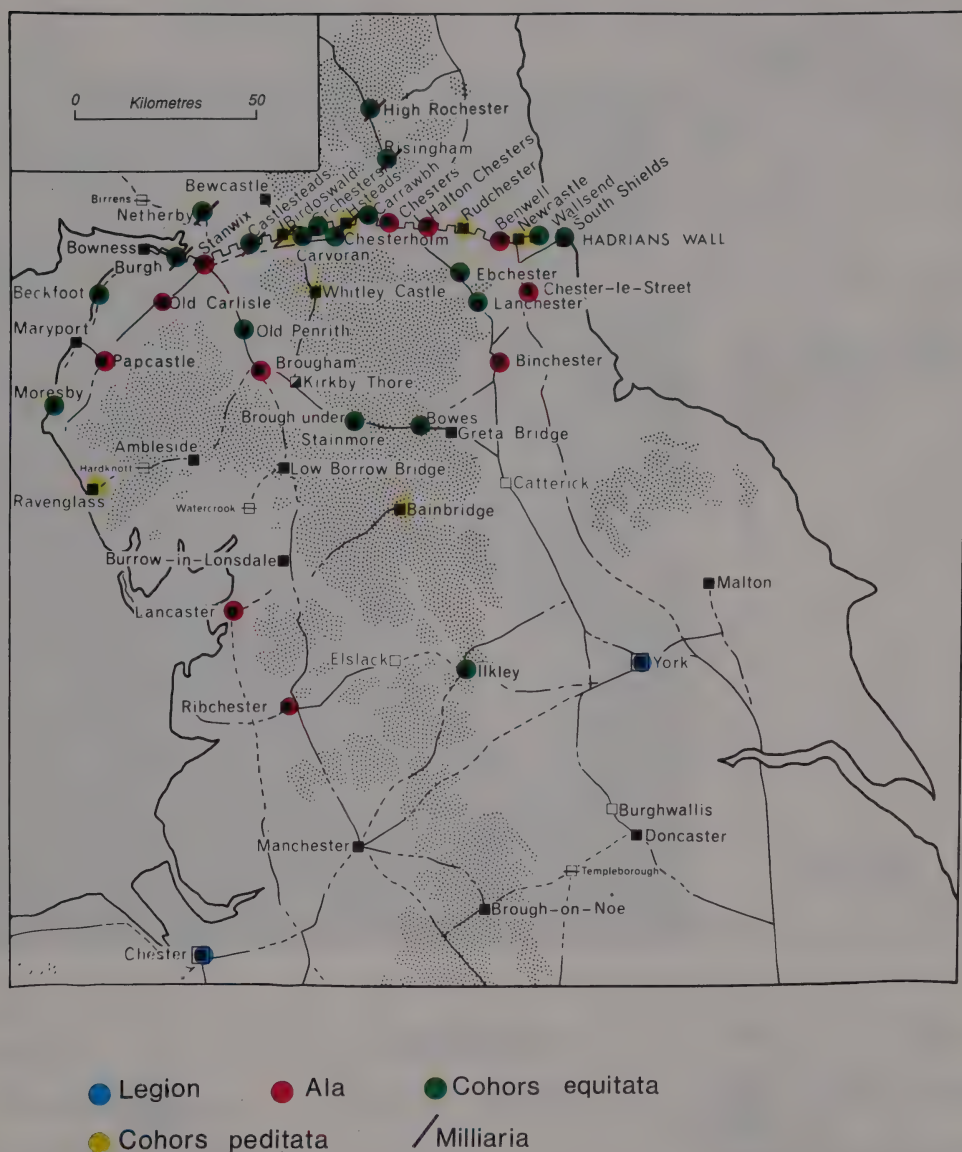 0 Kilometres 50
High Rochester
Risingham
Birrens
Bewcastle
Netherby
Stanwix
Castlesteads
Birdoswald
Chesters
H.steads
Carrawbh
Chesters
Halton Chesters
Rudchester
Benwell
Newcastle
Wallsend
South Shields
HADRIANS WALL
Bowness
Burgh
Carvoran
Chesterholm
Beckfoot
Old Carlisle
Whitley Castle
Ebchester
Lanchester
Chester-le-Street
Maryport
Old Penrith
Papcastle
Brougham
Binchester
Kirkby Thore
Moresby
Brough under
Stainmore
Bowes
Greta Bridge
Ambleside
Hardknott
Low Borrow Bridge
Catterick
Ravenglass
Watercrook
Bainbridge
Burrow-in-Lonsdale
Malton
Lancaster
Elslack
Ilkley
York
Ribchester
Burghwallis
Manchester
Doncaster
Templeborough
Brough-on-Noe
Chester
Legion
Ala
Cohors equitata
Cohors peditata
Milliaria